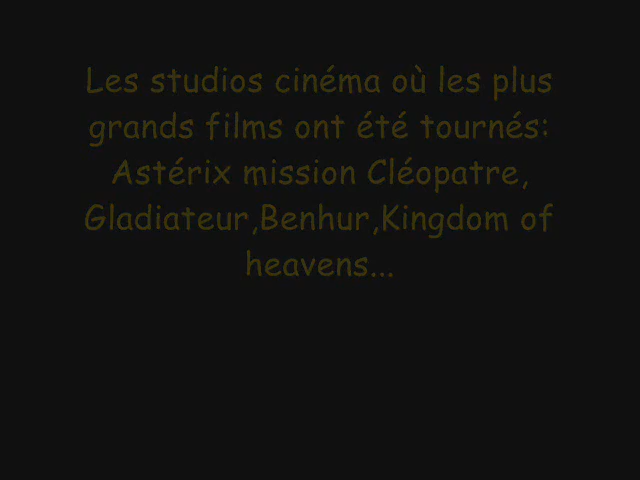 Les studios cinéma où les plus
grands films ont été tournés:
Astérix mission Cléopatre,
Gladiateur,Benhur,Kingdom of
heavens...